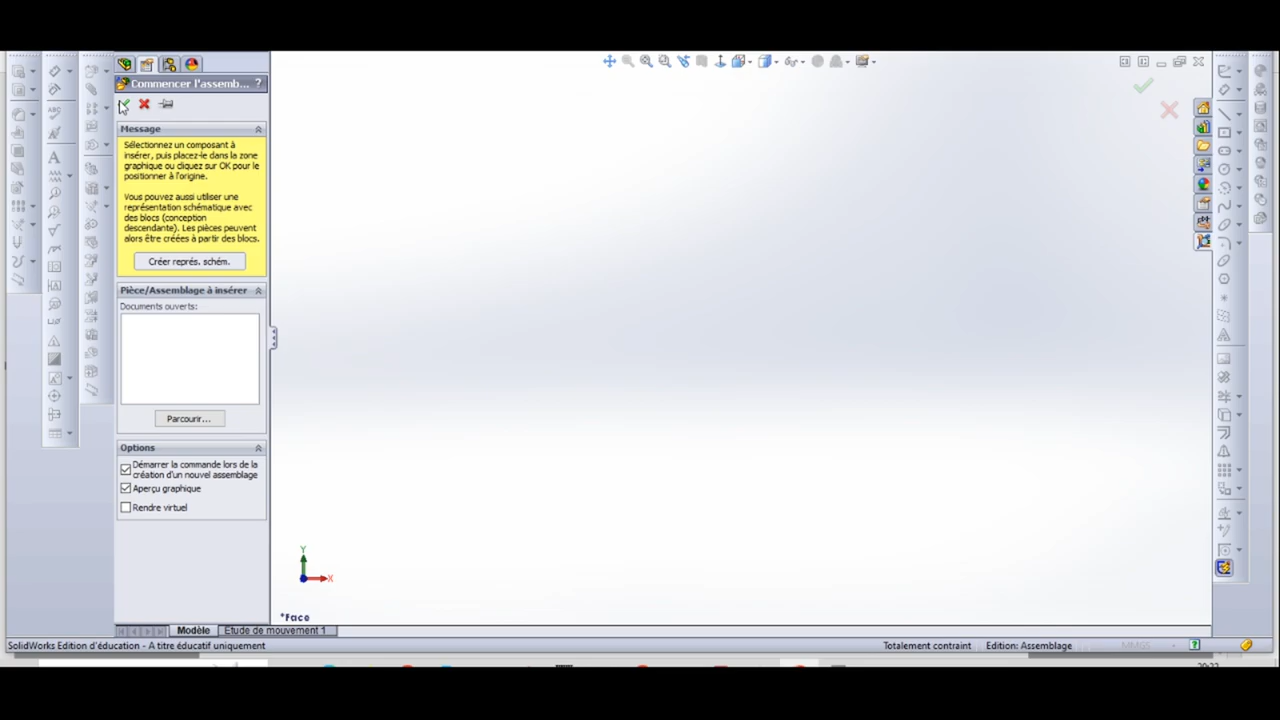 Commencer l'assemb... ?
Message
Sélectionnez un composant à
insérer, puis placez-le dans la zone
graphique ou cliquez sur OK pour le
positionner à l'origine.
Vous pouvez aussi utiliser une
représentation schématique avec
des blocs (conception
descendante). Les pièces peuvent
alors être créées à partir des blocs.
Créer représ. schém.
Pièce/Assemblage à insérer
Documents ouverts:
Parcourir...
Options
Démarrer la commande lors de la
création d'un nouvel assemblage
Aperçu graphique
Rendre virtuel
Y
X
*Face
Modèle
Etude de mouvement 1
SolidWorks Edition d'éducation - A titre éducatif uniquement
Totalement contraint
Edition: Assemblage
MMGS